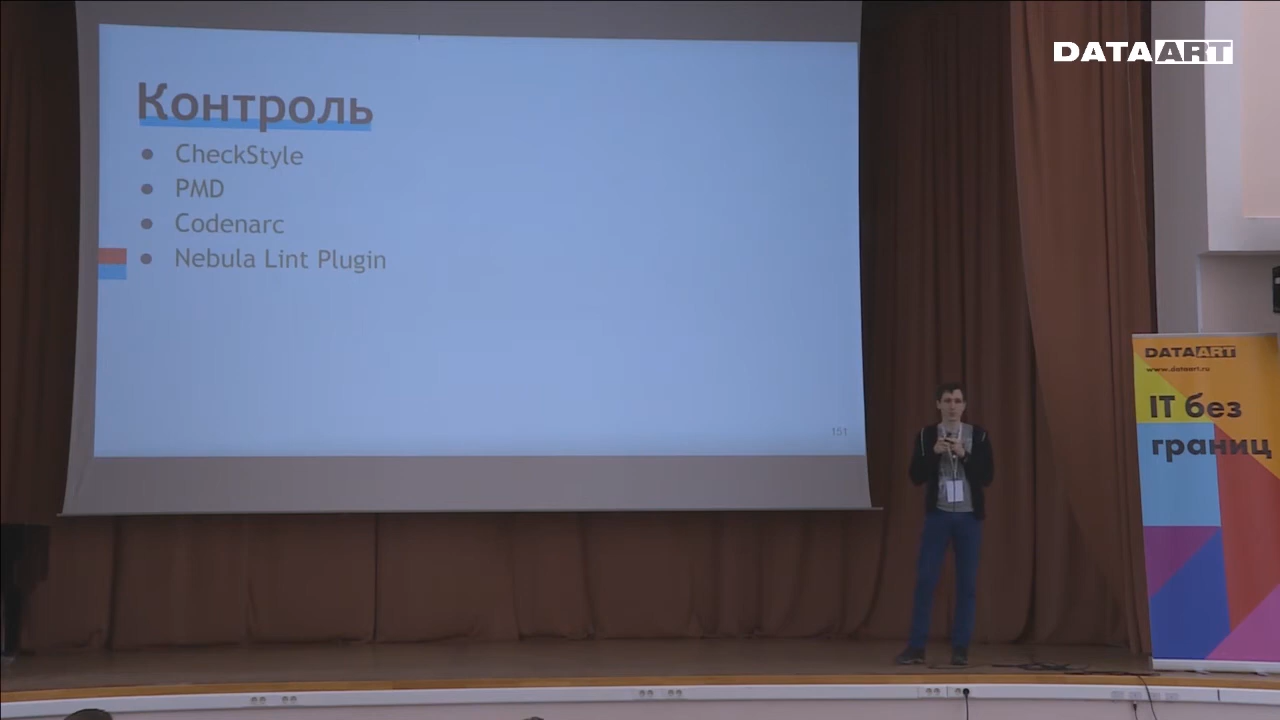 Контроль
CheckStyle
PMD
Codenarc
Nebula Lint Plugin
151
DATAART
DATAART
www.dataart.ru
IT без
границ